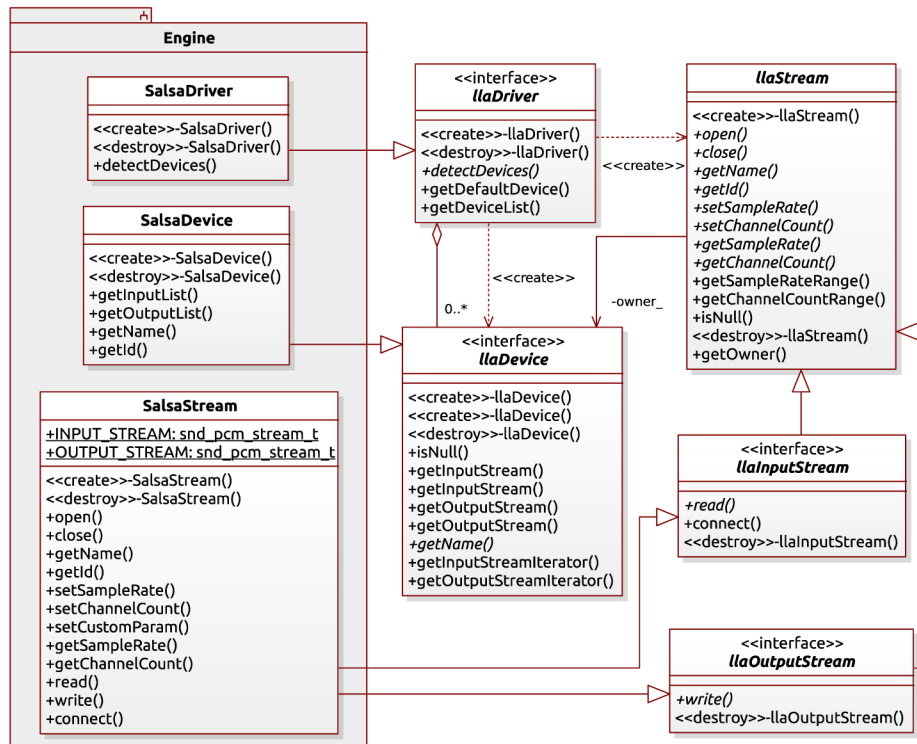 Engine
SalsaDriver
<<create>>-SalsaDriver()
<<destroy>>-SalsaDriver()
+detectDevices()
SalsaDevice
<<create>>-SalsaDevice()
<<destroy>>-SalsaDevice()
+getInputList()
+getOutputList()
+getName()
+getId()
SalsaStream
+INPUT_STREAM: snd_pcm_stream_t
+OUTPUT_STREAM: snd_pcm_stream_t
<<create>>-SalsaStream()
<<destroy>>-SalsaStream()
+open()
+close()
+getName()
+getId()
+setSampleRate()
+setChannelCount()
+setCustomParam()
+getSampleRate()
+getChannelCount()
+read()
+write()
+connect()
<<interface>>
llaDriver
<<create>>-llaDriver()
<<destroy>>-llaDriver()
+detectDevices()
+getDefaultDevice()
+getDeviceList()
<<create>>
<<create>>
0..*
-owner_
<<interface>>
llaDevice
<<create>>-llaDevice()
<<create>>-llaDevice()
<<destroy>>-llaDevice()
+isNull()
+getInputStream()
+getInputStream()
+getOutputStream()
+getOutputStream()
+getName()
+getInputStreamIterator()
+getOutputStreamIterator()
llaStream
<<create>>-llaStream()
+open()
+close()
+getName()
+getId()
+setSampleRate()
+setChannelCount()
+getSampleRate()
+getChannelCount()
+getSampleRateRange()
+getChannelCountRange()
+isNull()
<<destroy>>-llaStream()
+getOwner()
<<interface>>
llaInputStream
+read()
+connect()
<<destroy>>-llaInputStream()
<<interface>>
llaOutputStream
+write()
<<destroy>>-llaOutputStream()